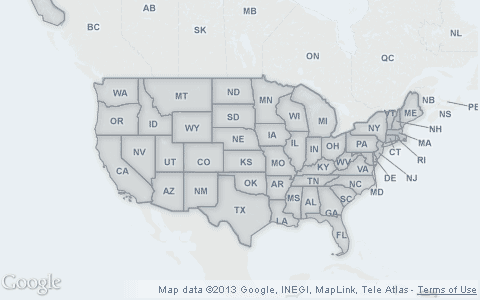 AB
MB
BC
SK
NL
ON
QC
WA
MT
ND
MN
OR
ID
SD
WI
MI
NY
VT
ME
NB
PE
NS
WY
NE
IA
NH
MA
NV
UT
CO
KS
IL
IN
OH
PA
CT
RI
CA
MO
KY
WV
VA
NJ
DE
MD
AZ
NM
OK
AR
TN
NC
TX
LA
MS
AL
GA
SC
FL
Google
Map data ©2013 Google, INEGI, MapLink, Tele Atlas - Terms of Use